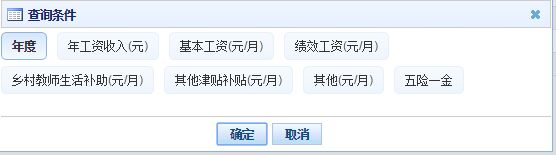 查询条件
年度 年工资收入(元) 基本工资(元/月) 绩效工资(元/月)
乡村教师生活补助(元/月) 其他津贴补贴(元/月) 其他(元/月) 五险一金
确定 取消